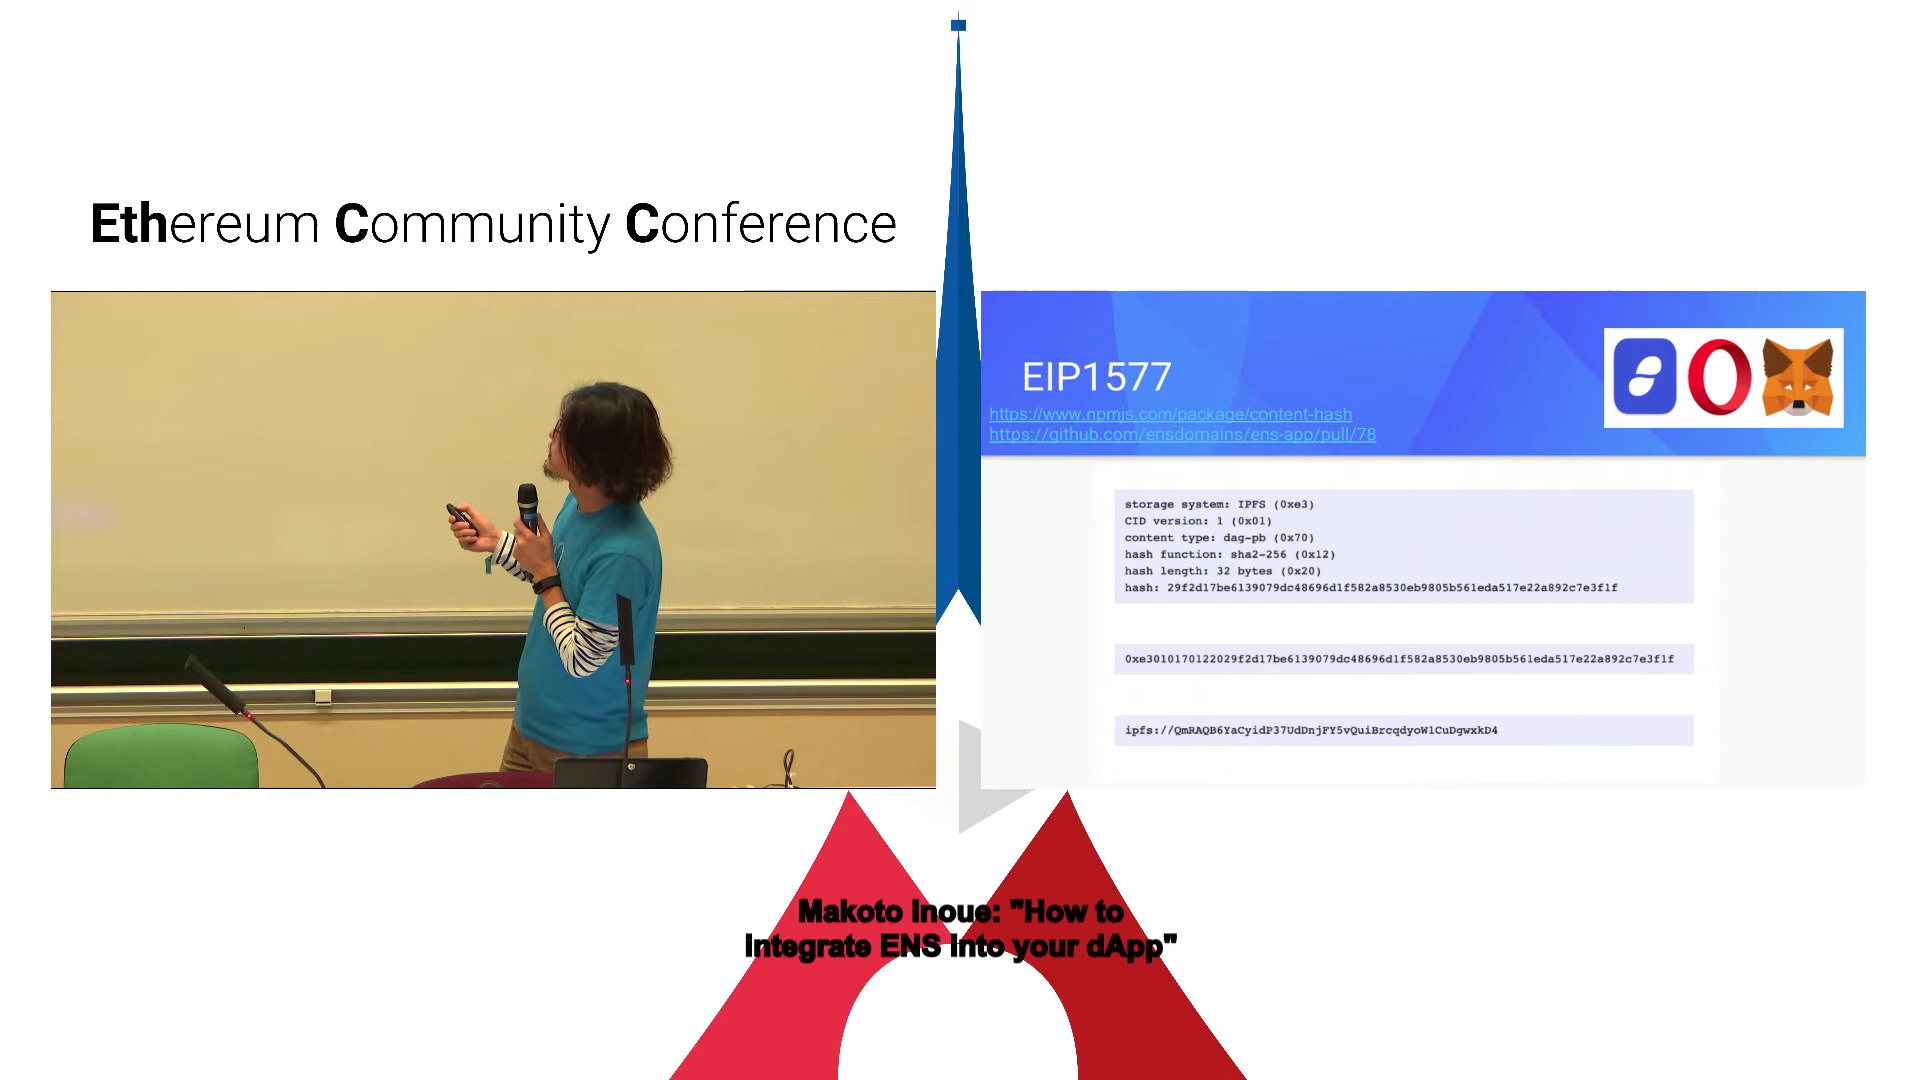 Ethereum Community Conference
EIP1577
https://www.npmjs.com/package/content-hash
https://github.com/ensdomains/ens-app/pull/78
storage system: IPFS (0xe3)
CID version: 1 (0x01)
content type: dag-pb (0x70)
hash function: sha2-256 (0x12)
hash length: 32 bytes (0x20)
hash: 29f2d17be6139079dc48696d1f582a8530eb9805b561eda517e22a892c7e3f1f
0xe3010170122029f2d17be6139079dc48696d1f582a8530eb9805b561eda517e22a892c7e3f1f
ipfs://QmRAQB6YaCyidP37UdDnjFY5vQuiBrcqdyoW1CuDgwxkD4
Makoto Inoue: "How to
integrate ENS into your dApp"